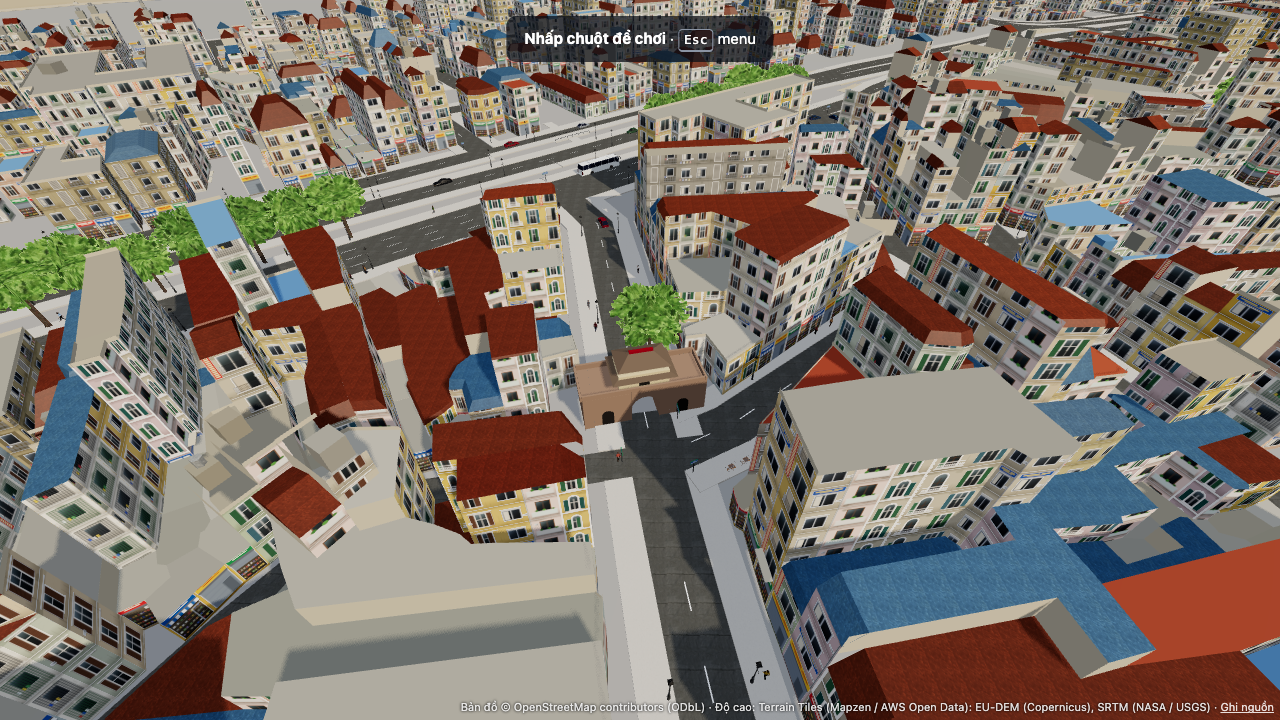 Nhấp chuột để chơi · Esc menu
Bản đồ © OpenStreetMap contributors (ODbL) · Độ cao: Terrain Tiles (Mapzen / AWS Open Data): EU-DEM (Copernicus), SRTM (NASA / USGS) · Ghi nguồn